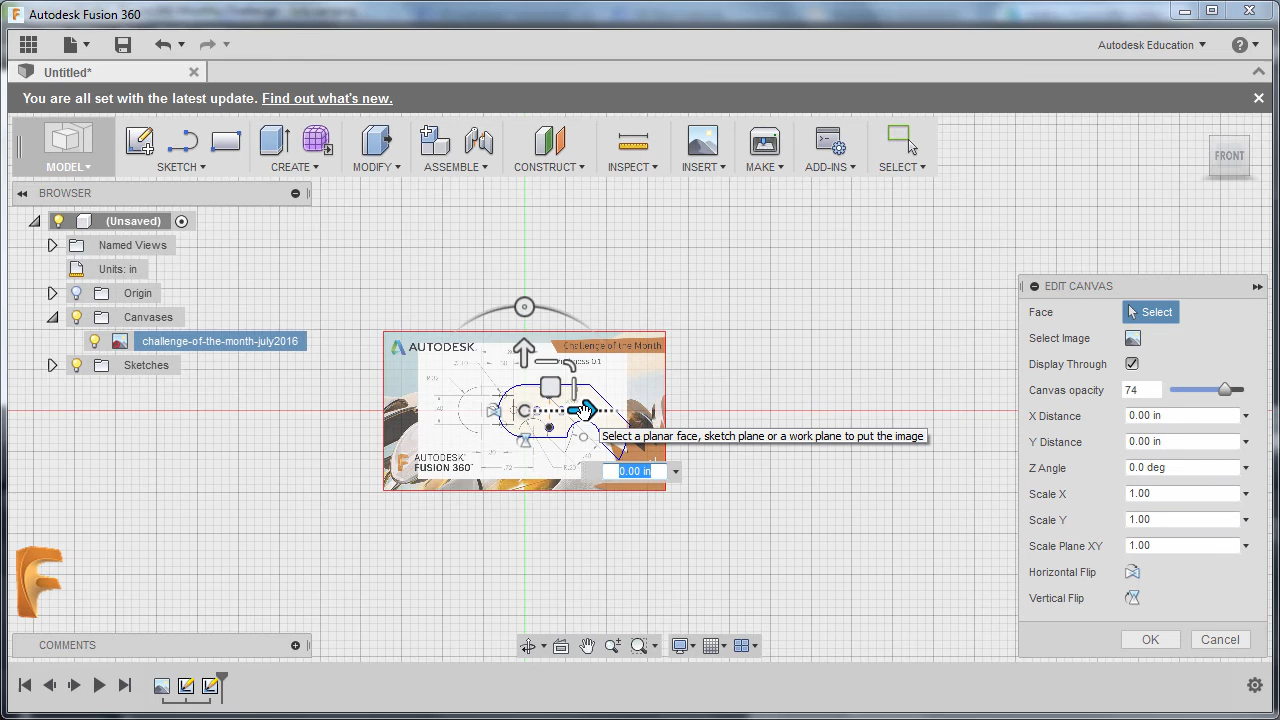 Autodesk Fusion 360
Autodesk Education
Untitled*
You are all set with the latest update. Find out what's new.
MODEL
SKETCH
CREATE
MODIFY
ASSEMBLE
CONSTRUCT
INSPECT
INSERT
MAKE
ADD-INS
SELECT
FRONT
BROWSER
(Unsaved)
Named Views
Units: in
Origin
Canvases
challenge-of-the-month-july2016
Sketches
AUTODESK
Challenge of the Month
AUTODESK
FUSION 360
Select a planar face, sketch plane or a work plane to put the image
0.00 in
EDIT CANVAS
Face Select
Select Image
Display Through
Canvas opacity 74
X Distance 0.00 in
Y Distance 0.00 in
Z Angle 0.0 deg
Scale X 1.00
Scale Y 1.00
Scale Plane XY 1.00
Horizontal Flip
Vertical Flip
OK Cancel
COMMENTS